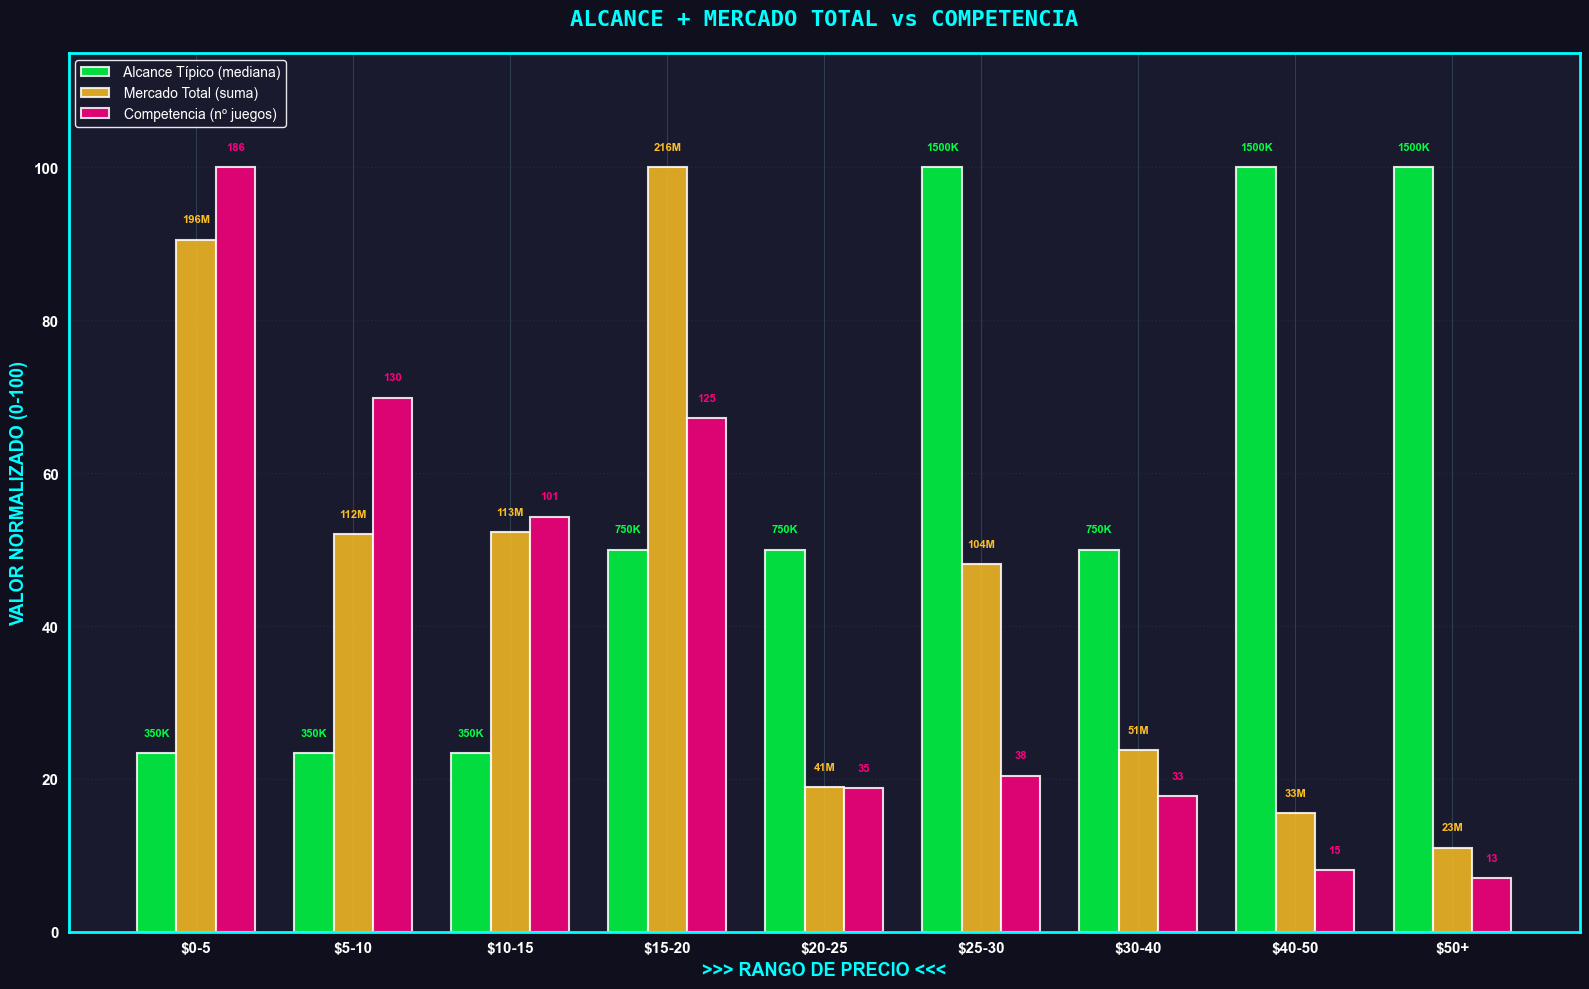 ALCANCE + MERCADO TOTAL vs COMPETENCIA
Alcance Típico (mediana)
Mercado Total (suma)
Competencia (nº juegos)
VALOR NORMALIZADO (0-100)
100
80
60
40
20
0
350K
196M
186
350K
112M
130
350K
113M
101
750K
216M
125
750K
41M
35
1500K
104M
38
750K
51M
33
1500K
33M
15
1500K
23M
13
$0-5
$5-10
$10-15
$15-20
$20-25
$25-30
$30-40
$40-50
$50+
>>> RANGO DE PRECIO <<<